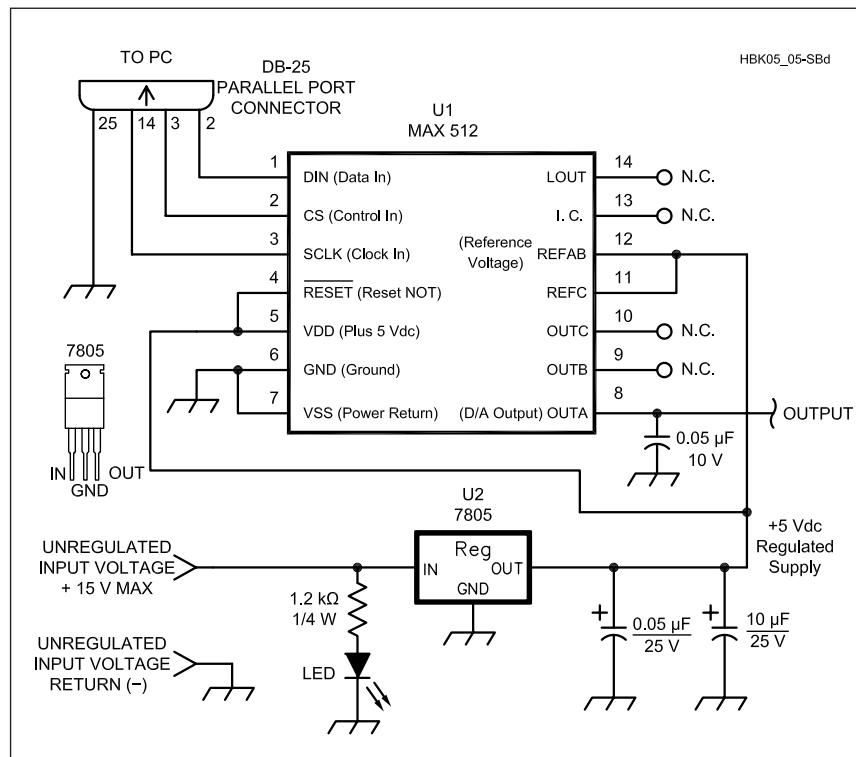 HBK05_05-SBd
TO PC
DB-25
PARALLEL PORT
CONNECTOR
25
14
3
2
U1
MAX 512
1
DIN (Data In)
2
CS (Control In)
3
SCLK (Clock In)
4
RESET (Reset NOT)
5
VDD (Plus 5 Vdc)
6
GND (Ground)
7
VSS (Power Return)
LOUT
14
N.C.
I. C.
13
N.C.
(Reference
Voltage)
REFAB
12
REFC
11
OUTC
10
N.C.
OUTB
9
N.C.
(D/A Output) OUTA
8
OUTPUT
0.05 µF
10 V
7805
IN
GND
OUT
U2
7805
Reg
IN
OUT
GND
+5 Vdc
Regulated
Supply
UNREGULATED
INPUT VOLTAGE
+ 15 V MAX
1.2 kΩ
1/4 W
LED
+
0.05 µF
25 V
+
10 µF
25 V
UNREGULATED
INPUT VOLTAGE
RETURN (−)